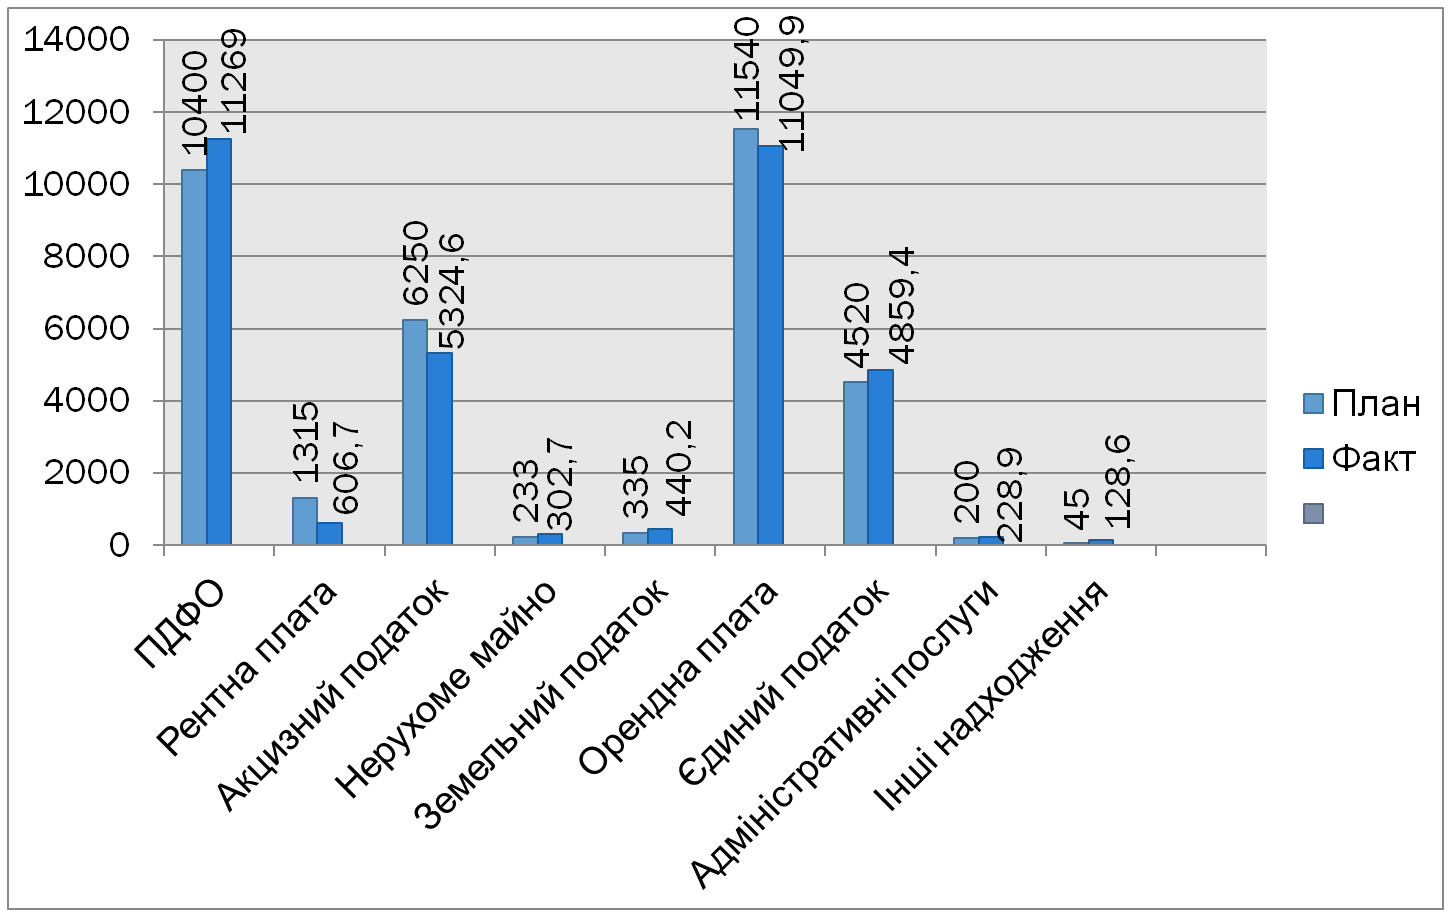 14000
12000
10000
8000
6000
4000
2000
0
10400
11269
1315
606,7
6250
5324,6
233
302,7
335
440,2
11540
11049,9
4520
4859,4
200
228,9
45
128,6
ПДФО
Рентна плата
Акцизний податок
Нерухоме майно
Земельний податок
Орендна плата
Єдиний податок
Адміністративні послуги
Інші надходження
План
Факт